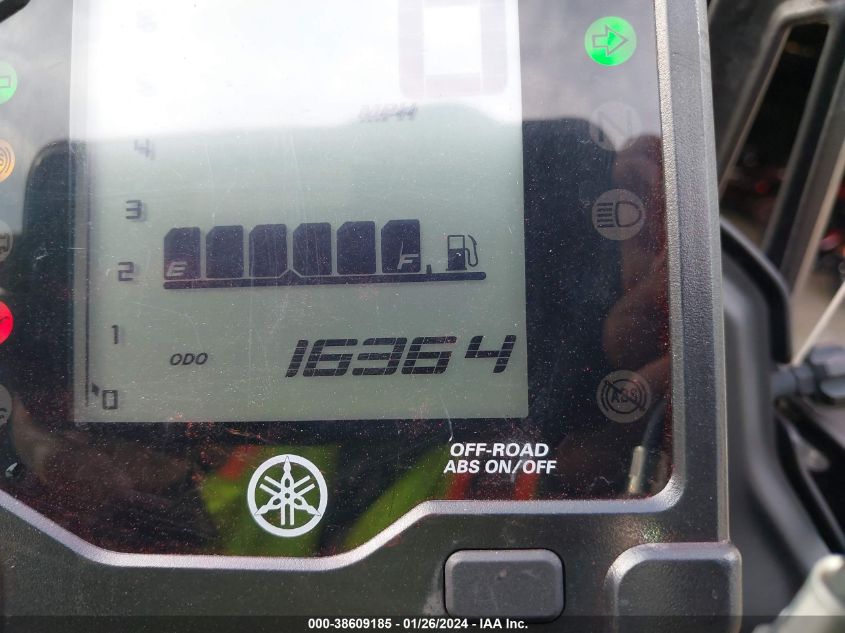 MPH
4
3
E F
2
1
ODO 16364
0
OFF-ROAD
ABS ON/OFF
N
ABS
000-38609185 - 01/26/2024 - IAA Inc.